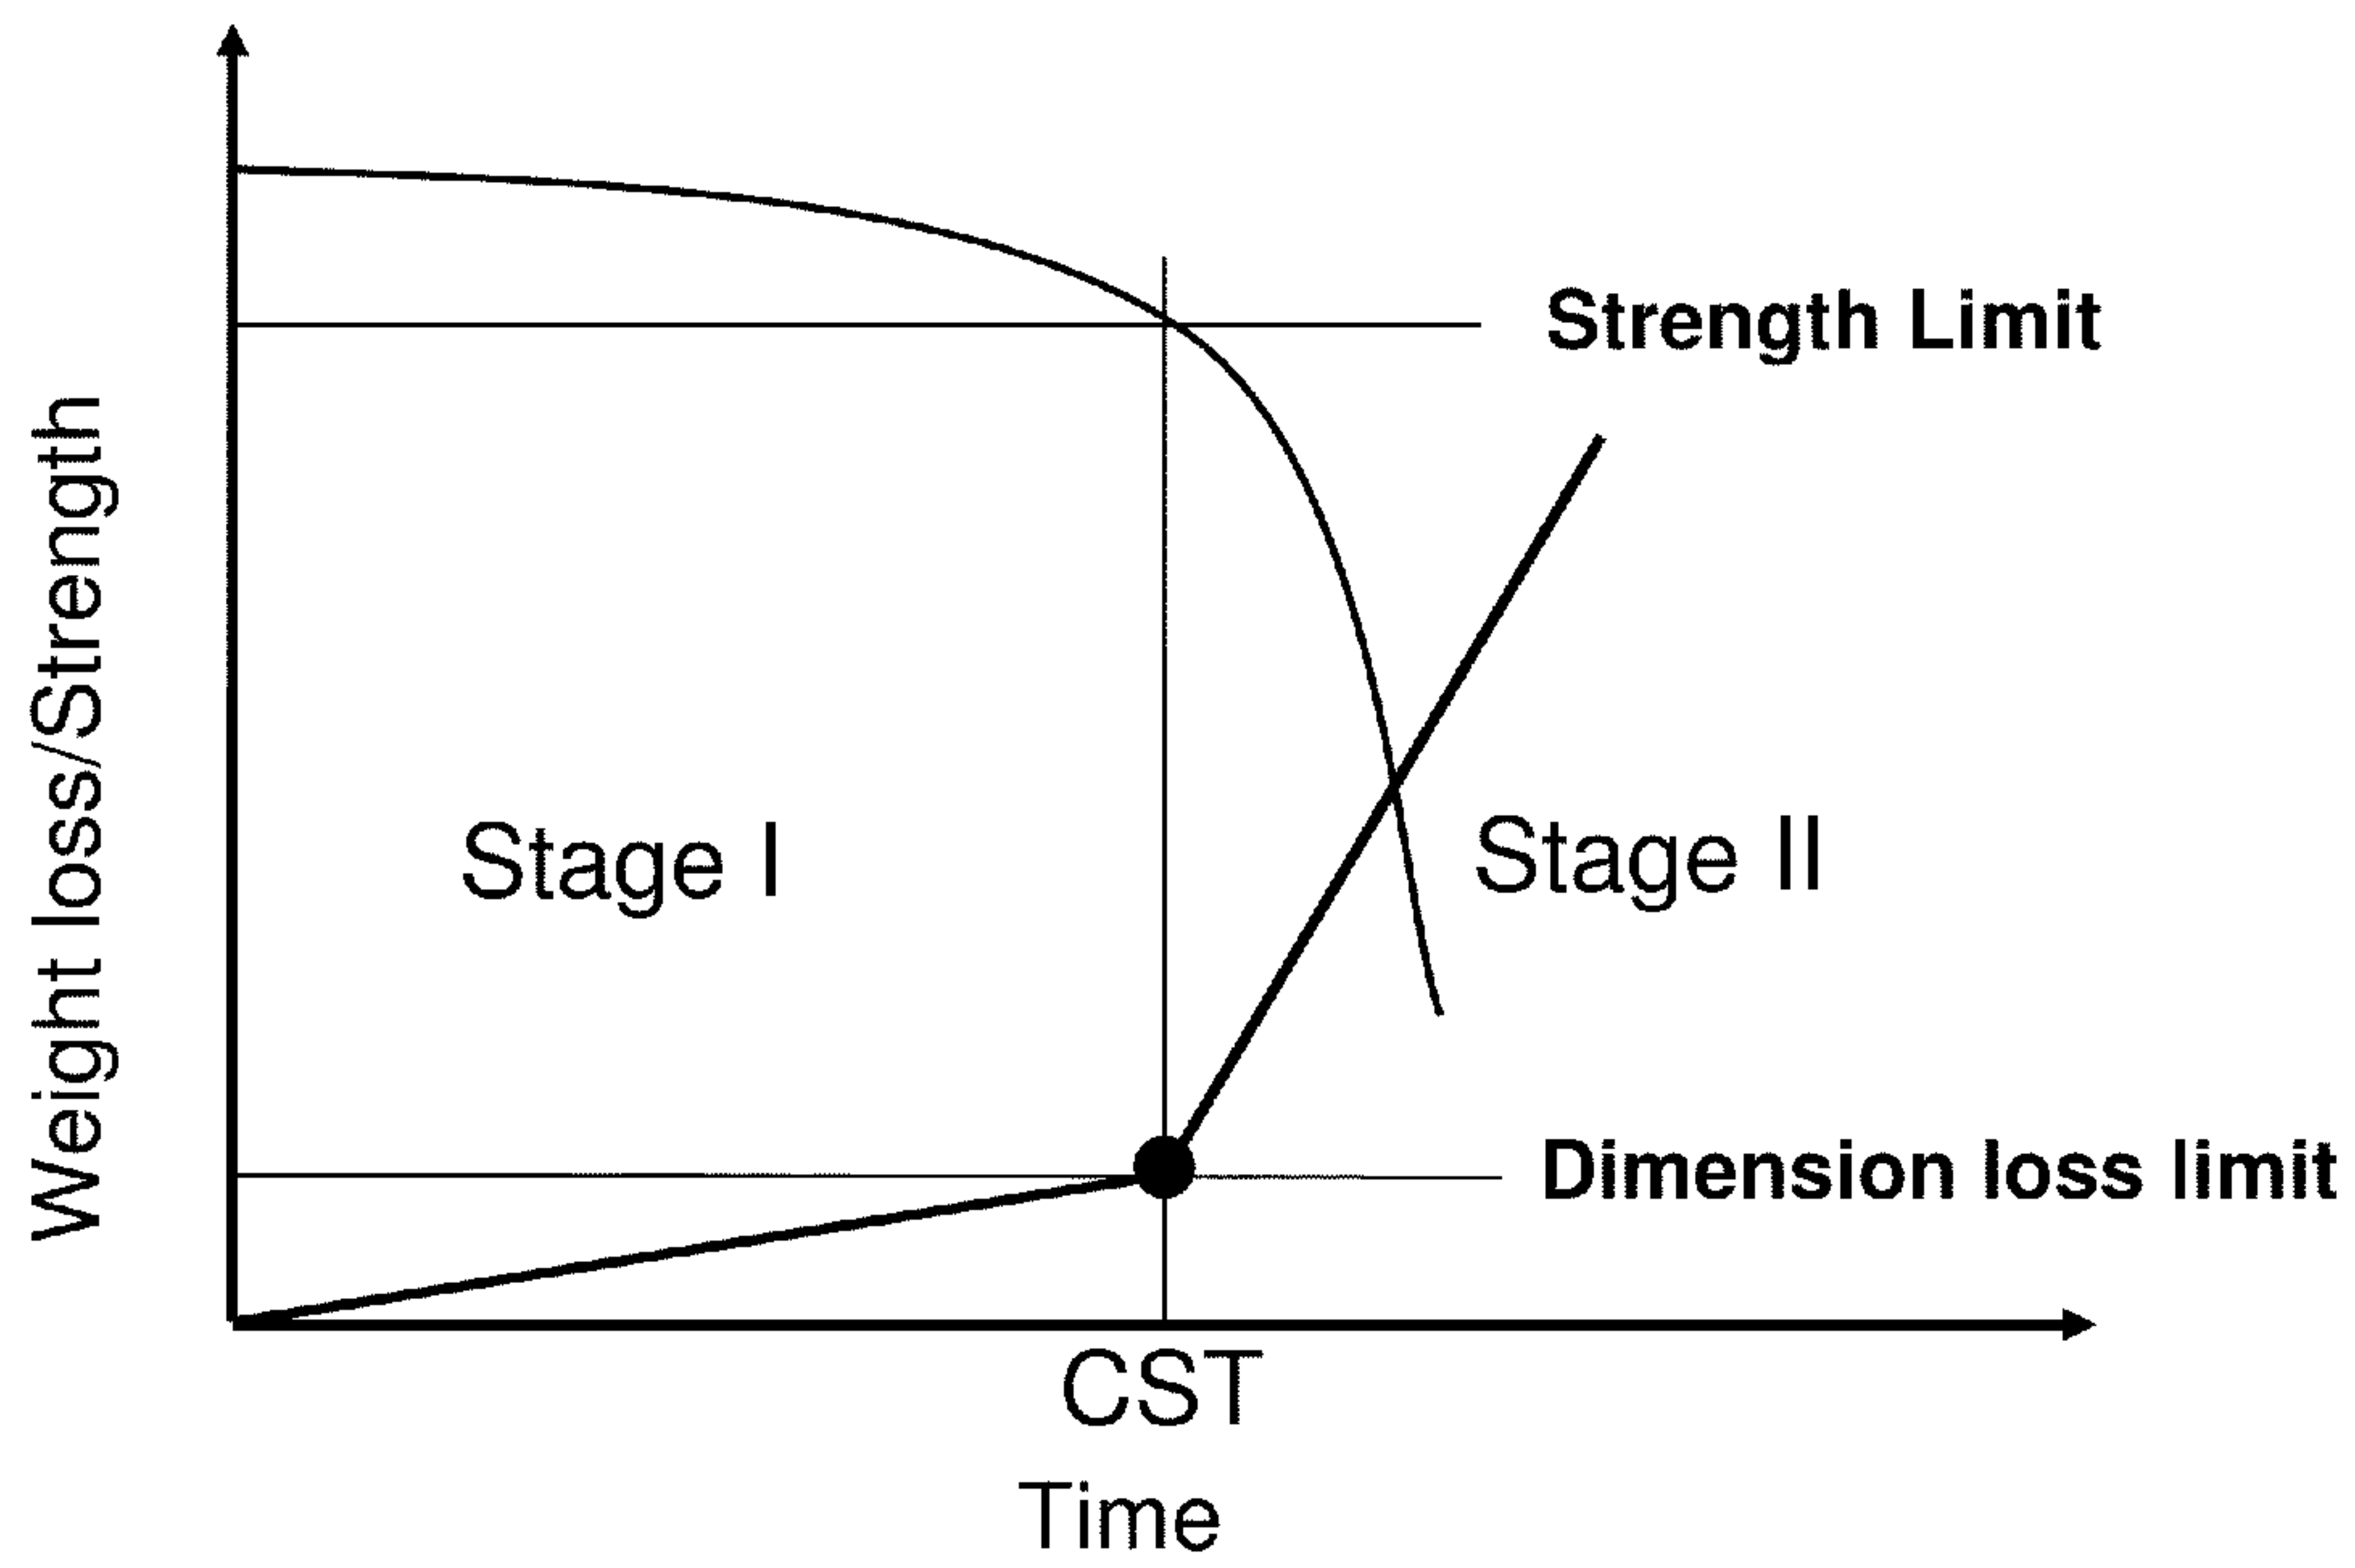 Weight loss/Strength
Strength Limit
Stage I
Stage II
Dimension loss limit
CST
Time